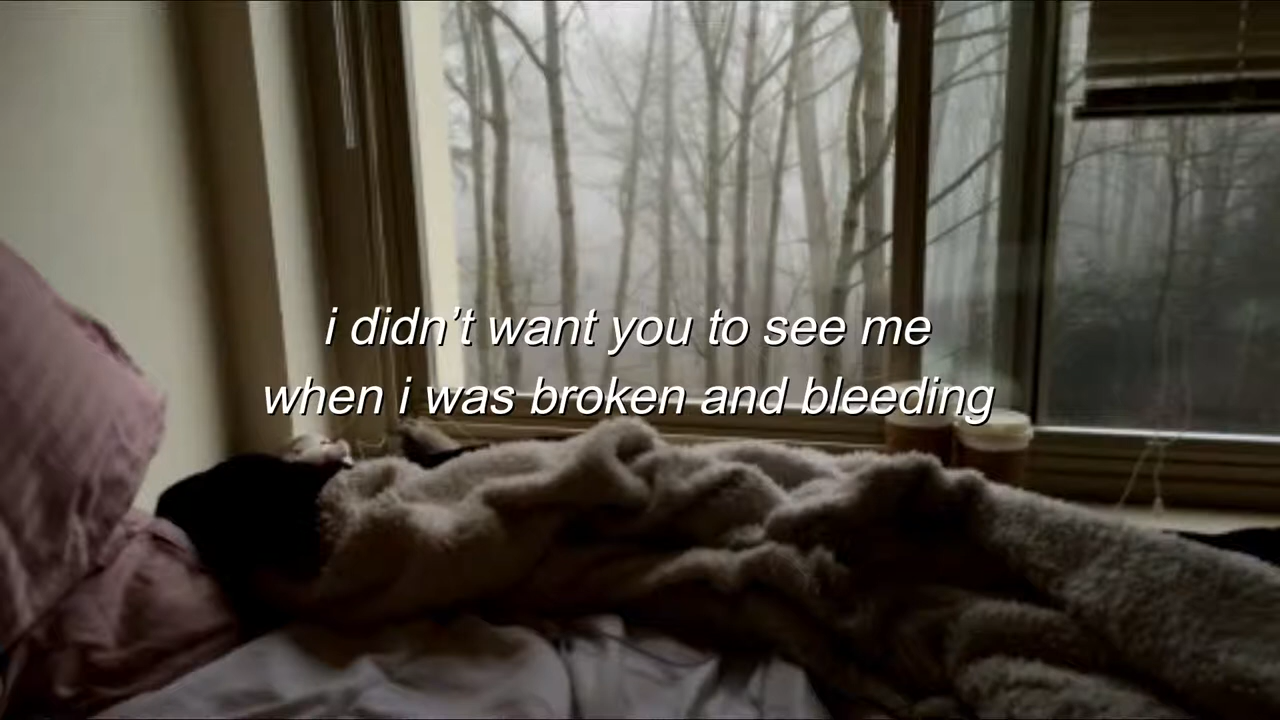 i didn’t want you to see me
when i was broken and bleeding